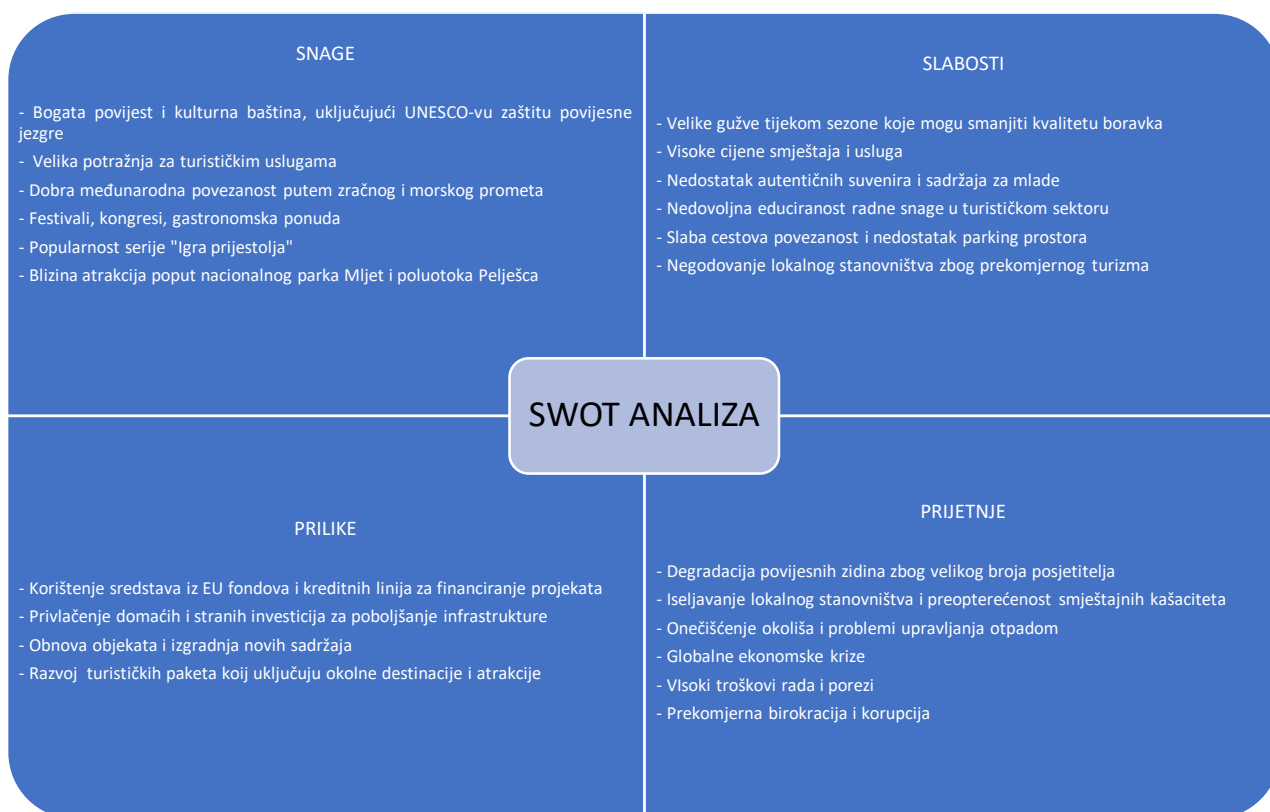 SNAGE
- Bogata povijest i kulturna baština, uključujući UNESCO-vu zaštitu povijesne
jezgre
- Velika potražnja za turističkim uslugama
- Dobra međunarodna povezanost putem zračnog i morskog prometa
- Festivali, kongresi, gastronomska ponuda
- Popularnost serije "Igra prijestolja"
- Blizina atrakcija poput nacionalnog parka Mljet i poluotoka Pelješca
SLABOSTI
- Velike gužve tijekom sezone koje mogu smanjiti kvalitetu boravka
- Visoke cijene smještaja i usluga
- Nedostatak autentičnih suvenira i sadržaja za mlade
- Nedovoljna educiranost radne snage u turističkom sektoru
- Slaba cestova povezanost i nedostatak parking prostora
- Negodovanje lokalnog stanovništva zbog prekomjernog turizma
SWOT ANALIZA
PRILIKE
- Korištenje sredstava iz EU fondova i kreditnih linija za financiranje projekata
- Privlačenje domaćih i stranih investicija za poboljšanje infrastrukture
- Obnova objekata i izgradnja novih sadržaja
- Razvoj turističkih paketa koij uključuju okolne destinacije i atrakcije
PRIJETNJE
- Degradacija povijesnih zidina zbog velikog broja posjetitelja
- Iseljavanje lokalnog stanovništva i preopterećenost smještajnih kašaciteta
- Onečišćenje okoliša i problemi upravljanja otpadom
- Globalne ekonomske krize
- VIsoki troškovi rada i porezi
- Prekomjerna birokracija i korupcija